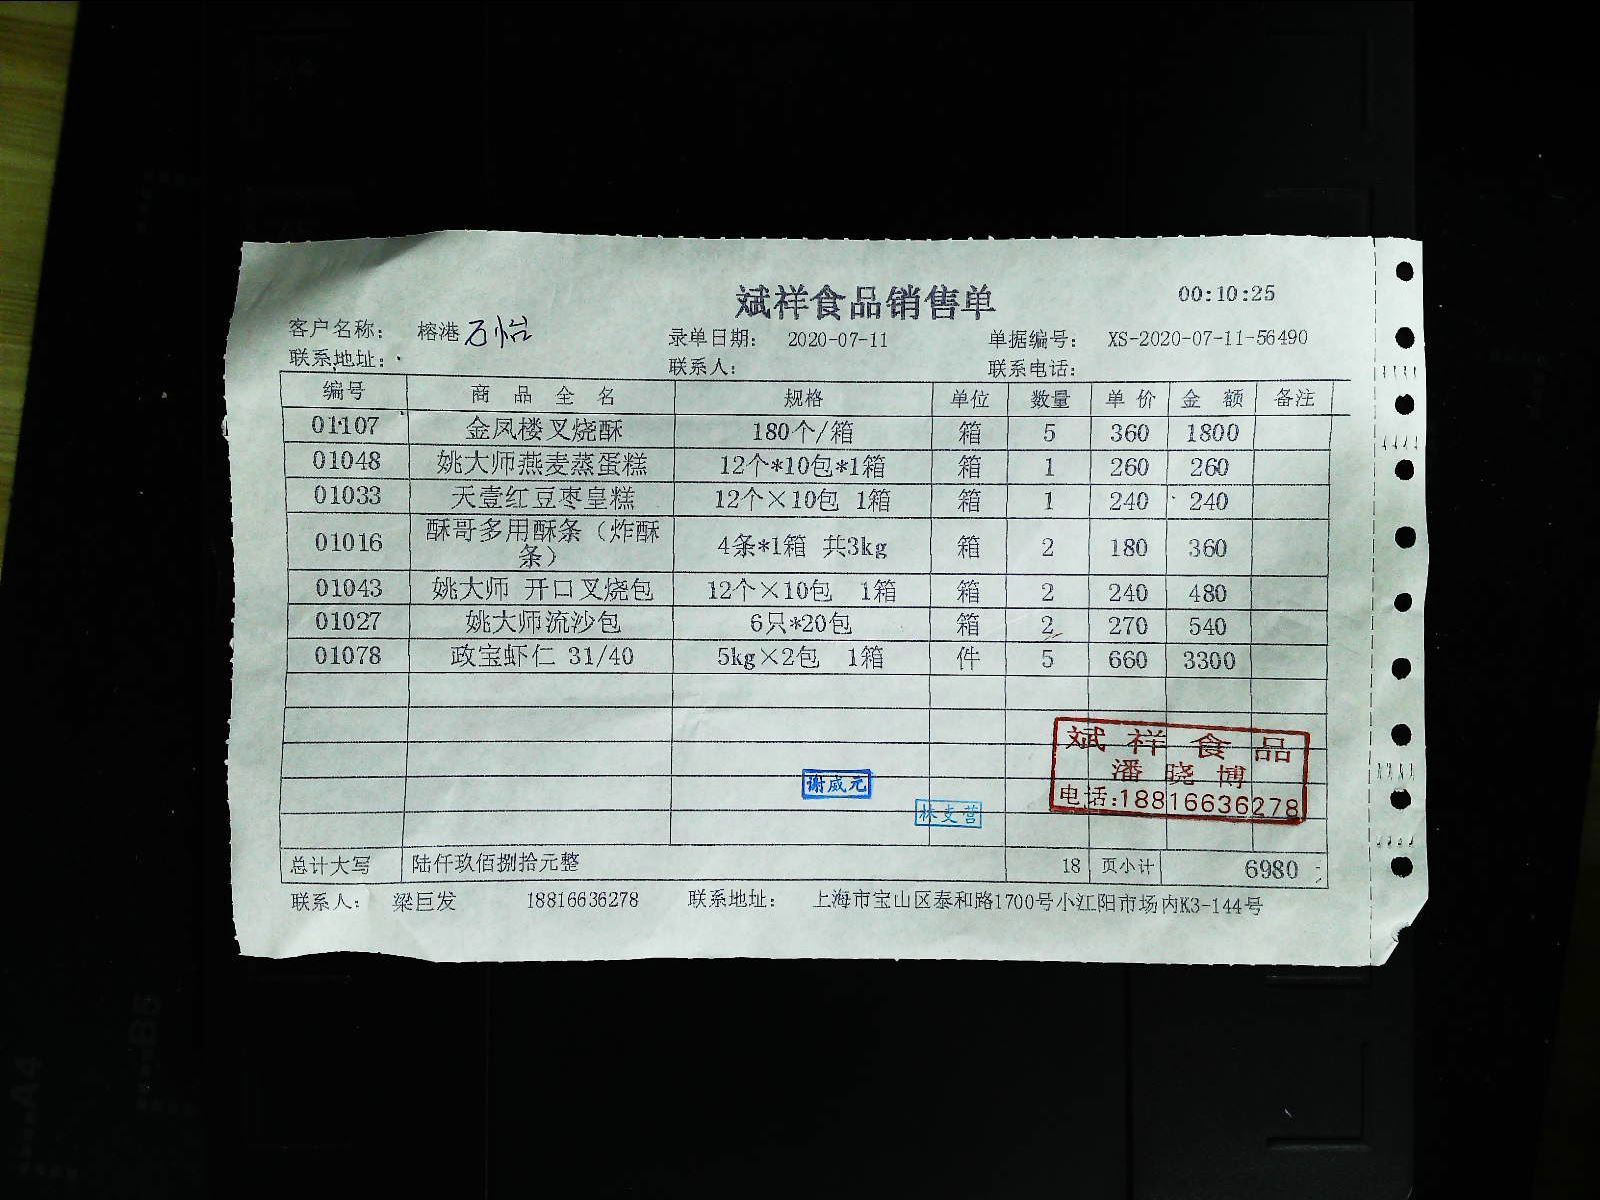 斌祥食品销售单 00:10:25
客户名称: 榕港 石怡 录单日期: 2020-07-11 单据编号: XS-2020-07-11-56490
联系地址: 联系人: 联系电话:
编号 商 品 全 名 规格 单位 数量 单 价 金 额 备注
01107 金凤楼叉烧酥 180个/箱 箱 5 360 1800
01048 姚大师燕麦蒸蛋糕 12个*10包*1箱 箱 1 260 260
01033 天壹红豆枣皇糕 12个×10包 1箱 箱 1 240 240
01016 酥哥多用酥条（炸酥 4条*1箱 共3kg 箱 2 180 360
条）
01043 姚大师 开口叉烧包 12个×10包 1箱 箱 2 240 480
01027 姚大师流沙包 6只*20包 箱 2 270 540
01078 政宝虾仁 31/40 5kg×2包 1箱 件 5 660 3300
斌祥食品
潘晓博
电话:18816636278
谢威元
林支营
总计大写 陆仟玖佰捌拾元整 18 页小计 6980
联系人: 梁巨发 18816636278 联系地址: 上海市宝山区泰和路1700号小江阳市场内K3-144号
B5
A4